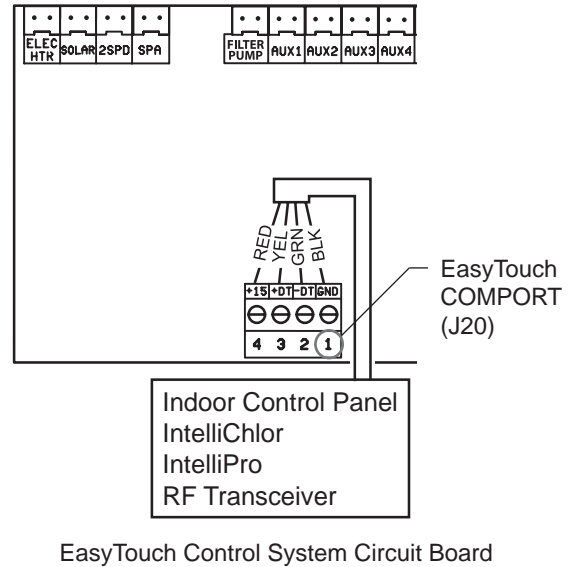 ELEC HTR SOLAR 2SPD SPA FILTER PUMP AUX1 AUX2 AUX3 AUX4
RED YEL GRN BLK
+15 +DT -DT GND
4 3 2 1
EasyTouch
COMPORT
(J20)
Indoor Control Panel
IntelliChlor
IntelliPro
RF Transceiver
EasyTouch Control System Circuit Board